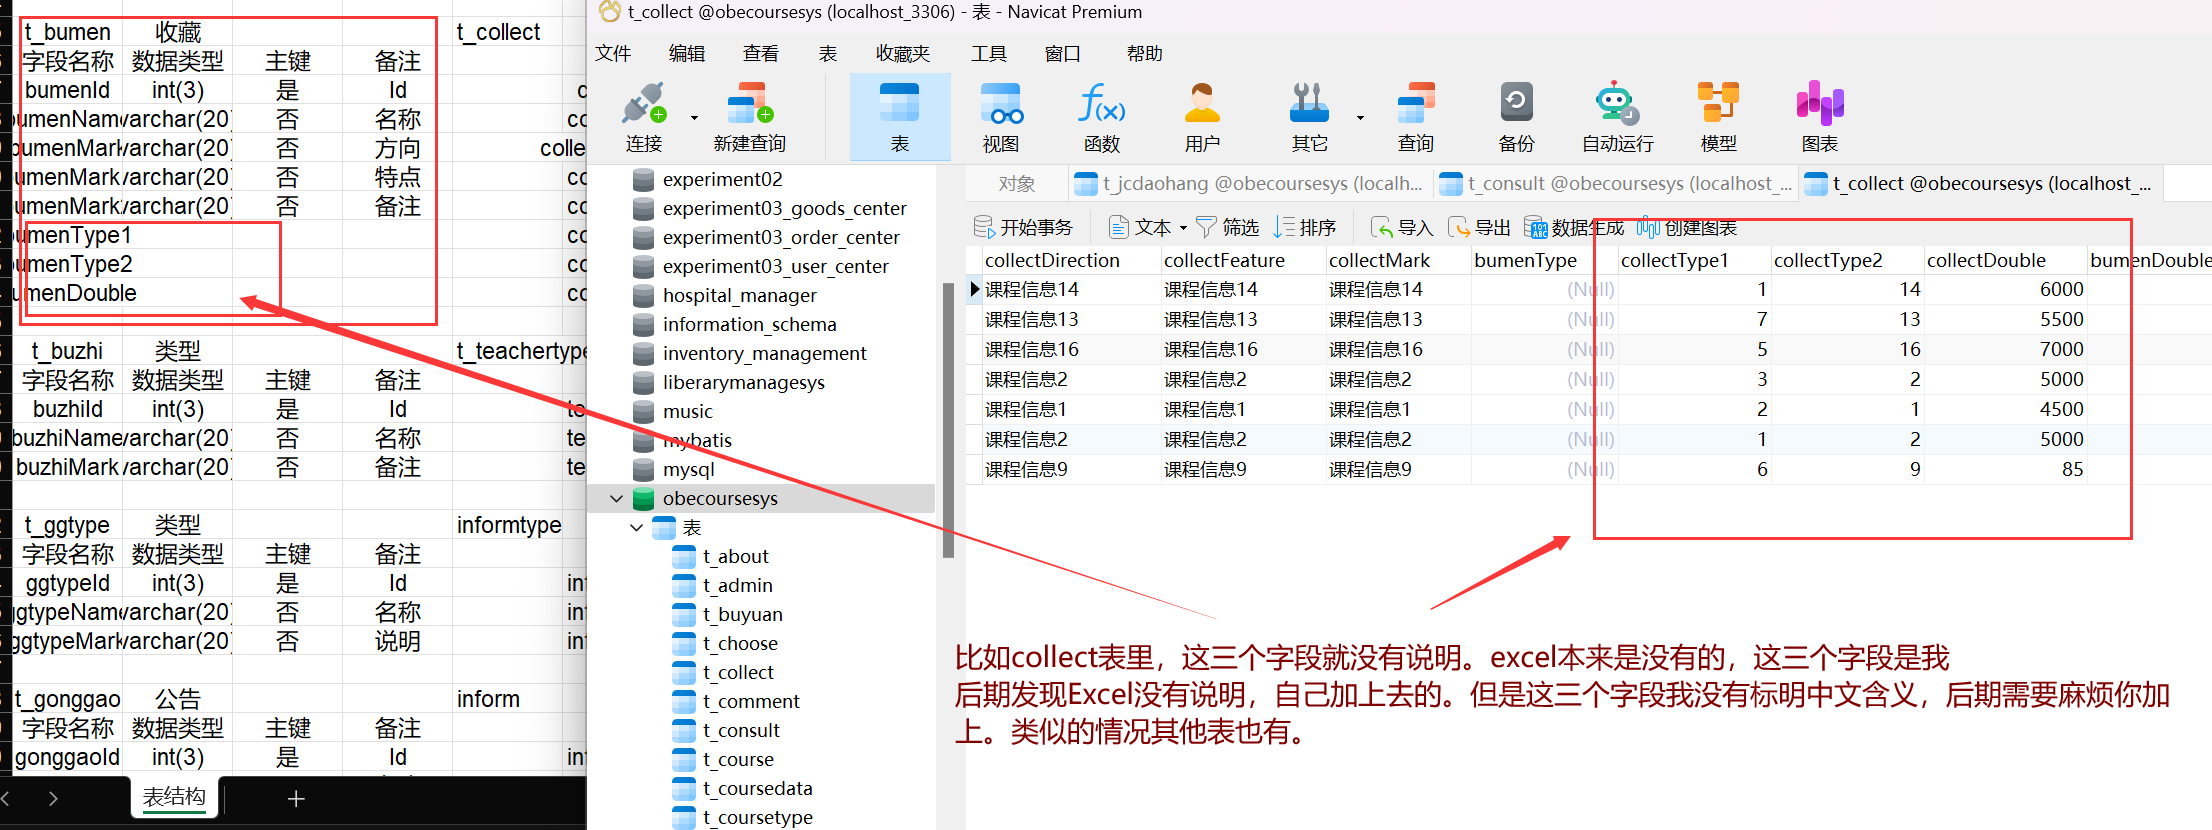 t_collect @obecoursesys (localhost_3306) - 表 - Navicat Premium
文件 编辑 查看 表 收藏夹 工具 窗口 帮助
连接 新建查询 表 视图 函数 用户 其它 查询 备份 自动运行 模型 图表
t_bumen 收藏 t_collect
字段名称 数据类型 主键 备注
bumenId int(3) 是 Id
umenName varchar(20) 否 名称 co
umenMark varchar(20) 否 方向 colle
umenMark varchar(20) 否 特点 co
umenMark varchar(20) 否 备注 co
umenType1 co
umenType2 co
umenDouble co
t_buzhi 类型 t_teachertype
字段名称 数据类型 主键 备注
buzhiId int(3) 是 Id te
buzhiName varchar(20) 否 名称 te
buzhiMark varchar(20) 否 备注 te
t_ggtype 类型 informtype
字段名称 数据类型 主键 备注
ggtypeId int(3) 是 Id inf
ggtypeName varchar(20) 否 名称 inf
ggtypeMark varchar(20) 否 说明 inf
t_gonggao 公告 inform
字段名称 数据类型 主键 备注
gonggaoId int(3) 是 Id inf
表结构
experiment02
experiment03_goods_center
experiment03_order_center
experiment03_user_center
hospital_manager
information_schema
inventory_management
liberarymanagesys
music
mybatis
mysql
obecoursesys
表
t_about
t_admin
t_buyuan
t_choose
t_collect
t_comment
t_consult
t_course
t_coursedata
t_coursetype
对象 t_jcdaohang @obecoursesys (localh... t_consult @obecoursesys (localhost_... t_collect @obecoursesys (localhost_...
开始事务 文本 筛选 排序 导入 导出 数据生成 创建图表
collectDirection collectFeature collectMark bumenType collectType1 collectType2 collectDouble bumenDouble
课程信息14 课程信息14 课程信息14 (Null) 1 14 6000
课程信息13 课程信息13 课程信息13 (Null) 7 13 5500
课程信息16 课程信息16 课程信息16 (Null) 5 16 7000
课程信息2 课程信息2 课程信息2 (Null) 3 2 5000
课程信息1 课程信息1 课程信息1 (Null) 2 1 4500
课程信息2 课程信息2 课程信息2 (Null) 1 2 5000
课程信息9 课程信息9 课程信息9 (Null) 6 9 85
比如collect表里，这三个字段就没有说明。excel本来是没有的，这三个字段是我
后期发现Excel没有说明，自己加上去的。但是这三个字段我没有标明中文含义，后期需要麻烦你加
上。类似的情况其他表也有。